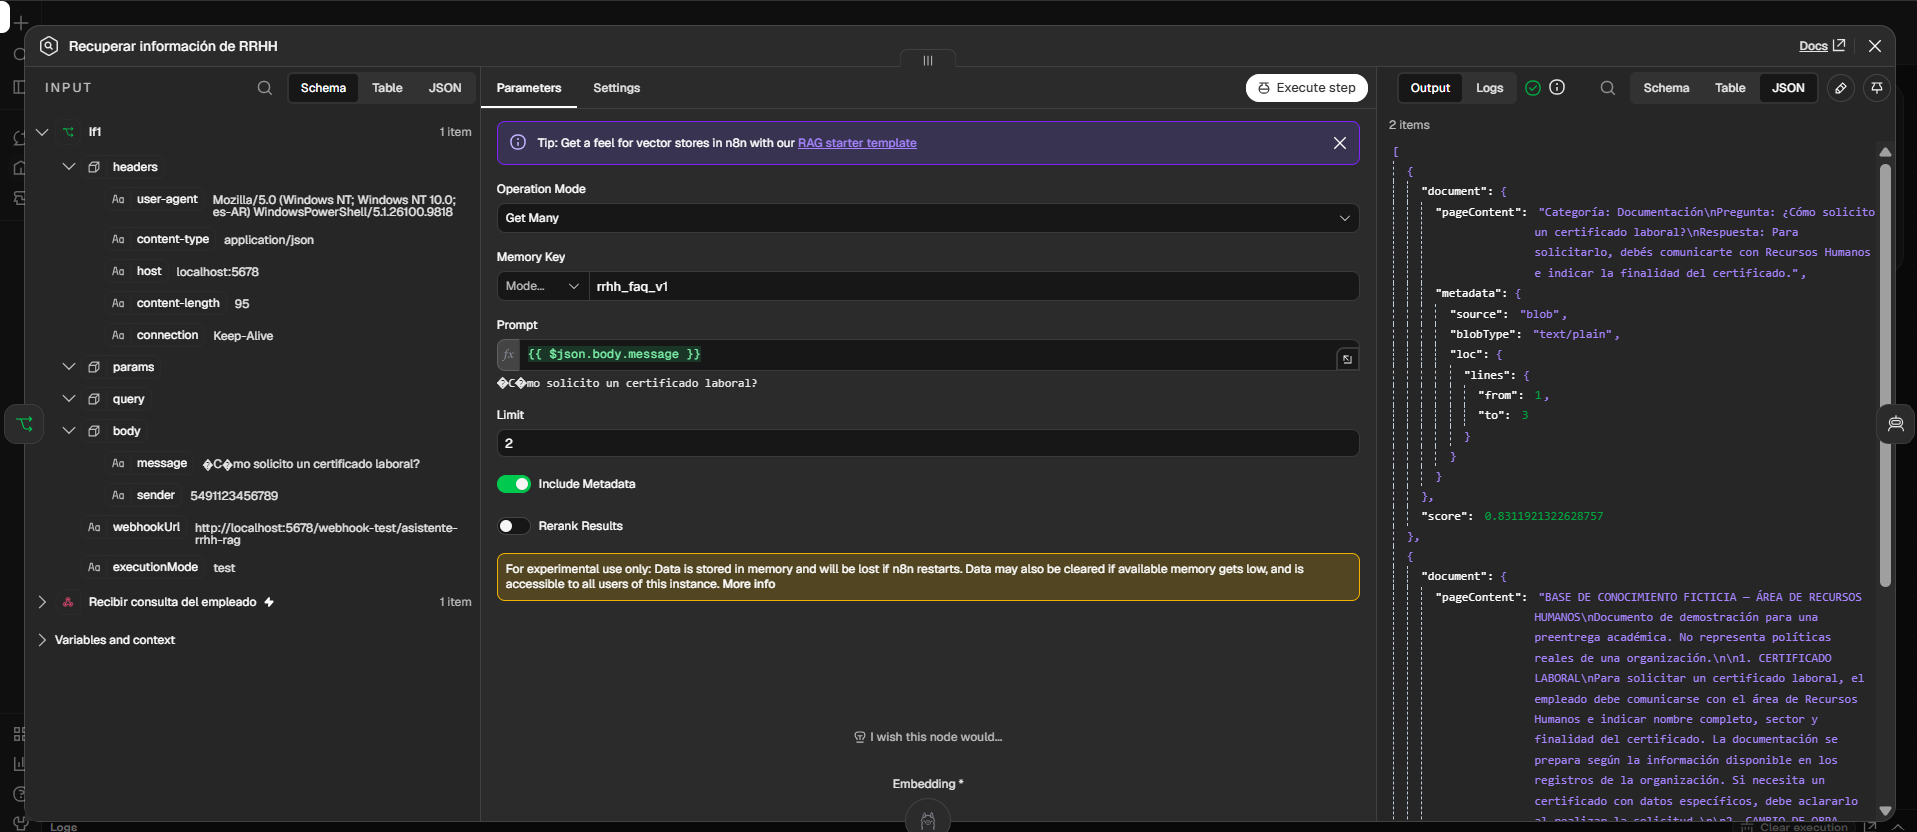 Recuperar información de RRHH
Docs
INPUT
Schema
Table
JSON
If1
1 item
headers
user-agent
Mozilla/5.0 (Windows NT; Windows NT 10.0;
es-AR) WindowsPowerShell/5.1.26100.9818
content-type
application/json
host
localhost:5678
content-length
95
connection
Keep-Alive
params
query
body
message
�C�mo solicito un certificado laboral?
sender
5491123456789
webhookUrl
http://localhost:5678/webhook-test/asistente-
rrhh-rag
executionMode
test
Recibir consulta del empleado
1 item
Variables and context
Parameters
Settings
Execute step
Tip: Get a feel for vector stores in n8n with our RAG starter template
Operation Mode
Get Many
Memory Key
Mode...
rrhh_faq_v1
Prompt
fx
{{ $json.body.message }}
�C�mo solicito un certificado laboral?
Limit
2
Include Metadata
Rerank Results
For experimental use only: Data is stored in memory and will be lost if n8n restarts. Data may also be cleared if available memory gets low, and is
accessible to all users of this instance. More info
I wish this node would...
Embedding *
Output
Logs
Schema
Table
JSON
2 items
[
{
"document": {
"pageContent": "Categoría: Documentación\nPregunta: ¿Cómo solicito
un certificado laboral?\nRespuesta: Para
solicitarlo, debés comunicarte con Recursos Humanos
e indicar la finalidad del certificado.",
"metadata": {
"source": "blob",
"blobType": "text/plain",
"loc": {
"lines": {
"from": 1,
"to": 3
}
}
}
},
"score": 0.8311921322628757
},
{
"document": {
"pageContent": "BASE DE CONOCIMIENTO FICTICIA — ÁREA DE RECURSOS
HUMANOS\nDocumento de demostración para una
preentrega académica. No representa políticas
reales de una organización.\n\n1. CERTIFICADO
LABORAL\nPara solicitar un certificado laboral, el
empleado debe comunicarse con el área de Recursos
Humanos e indicar nombre completo, sector y
finalidad del certificado. La documentación se
prepara según la información disponible en los
registros de la organización. Si necesita un
certificado con datos específicos, debe aclararlo
al realizar la solicitud.\n\n2. CAMBIO DE OBRA
Logs
Clear execution